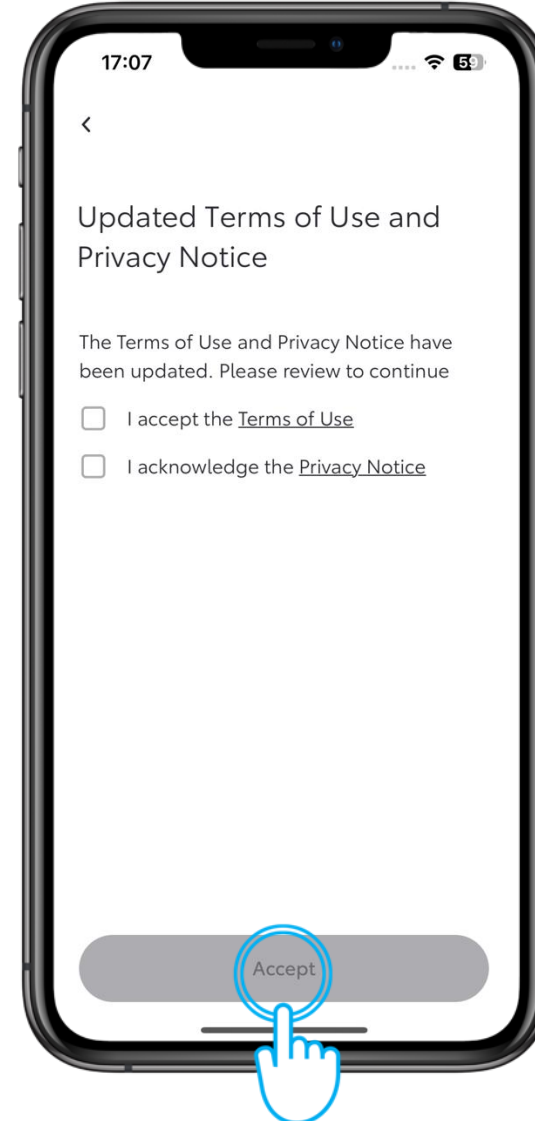 17:07
59
Updated Terms of Use and
Privacy Notice
The Terms of Use and Privacy Notice have
been updated. Please review to continue
I accept the Terms of Use
I acknowledge the Privacy Notice
Accept